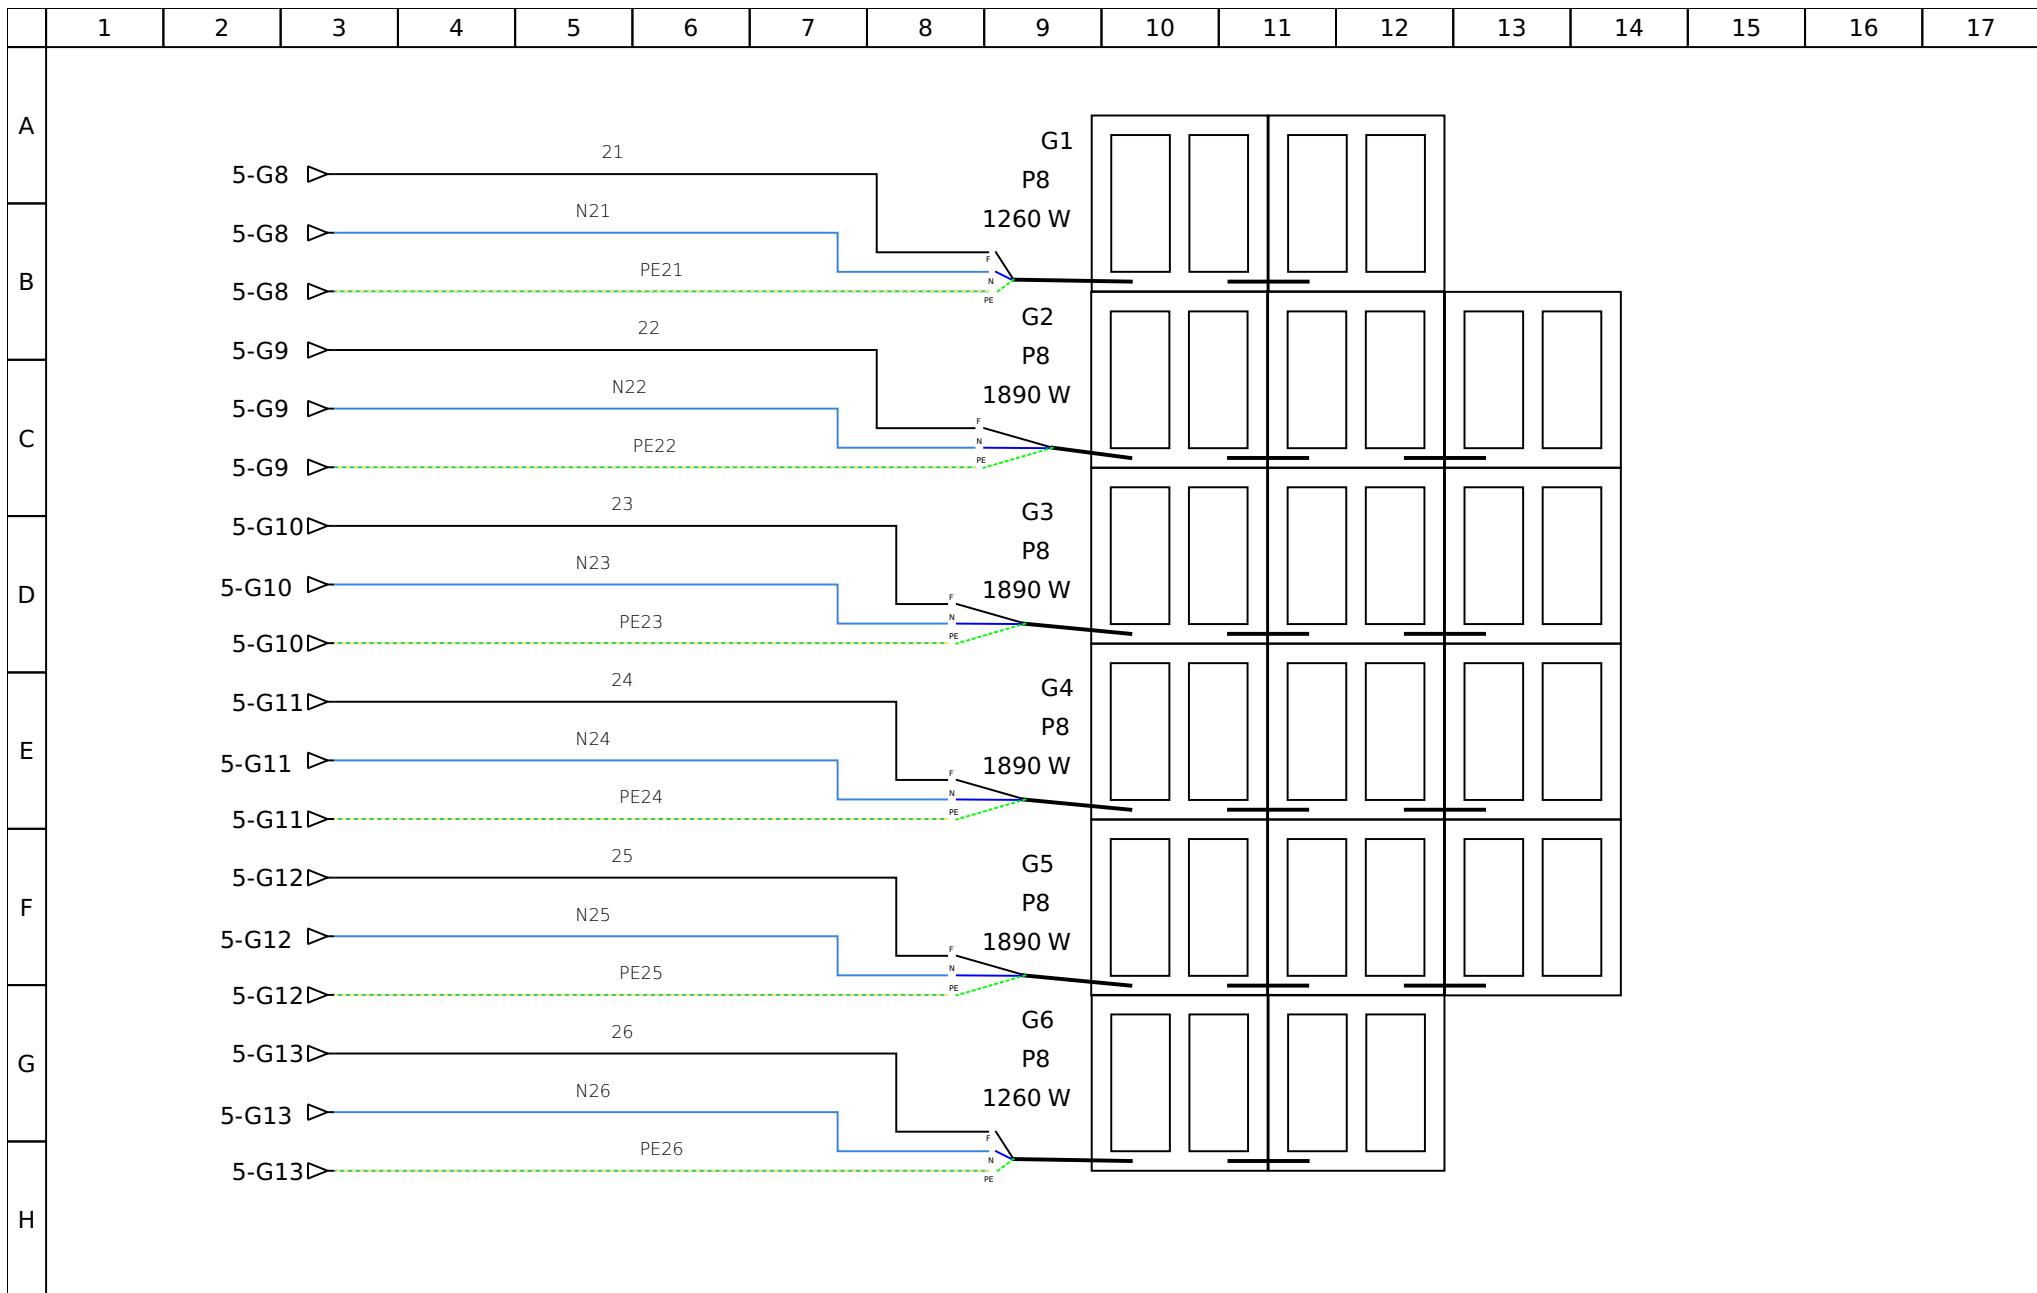 1 2 3 4 5 6 7 8 9 10 11 12 13 14 15 16 17
A
21
G1
5-G8
P8
N21
1260 W
5-G8
F
B
PE21
N
5-G8
PE
G2
22
5-G9
P8
N22
1890 W
5-G9
F
C
N
PE22
PE
5-G9
23
G3
5-G10
P8
N23
1890 W
5-G10
D
F
N
PE23
PE
5-G10
24
G4
5-G11
P8
N24
E
5-G11
1890 W
F
N
PE24
PE
5-G11
25
G5
5-G12
P8
F
N25
5-G12
1890 W
F
N
PE25
PE
5-G12
26
G6
5-G13
P8
G
N26
1260 W
5-G13
F
PE26
N
5-G13
PE
H